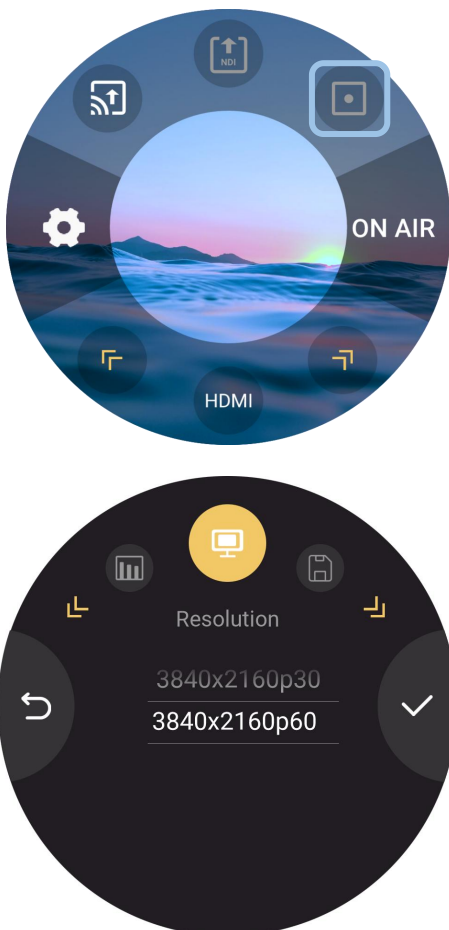 NDI
ON AIR
HDMI
Resolution
3840x2160p30
3840x2160p60